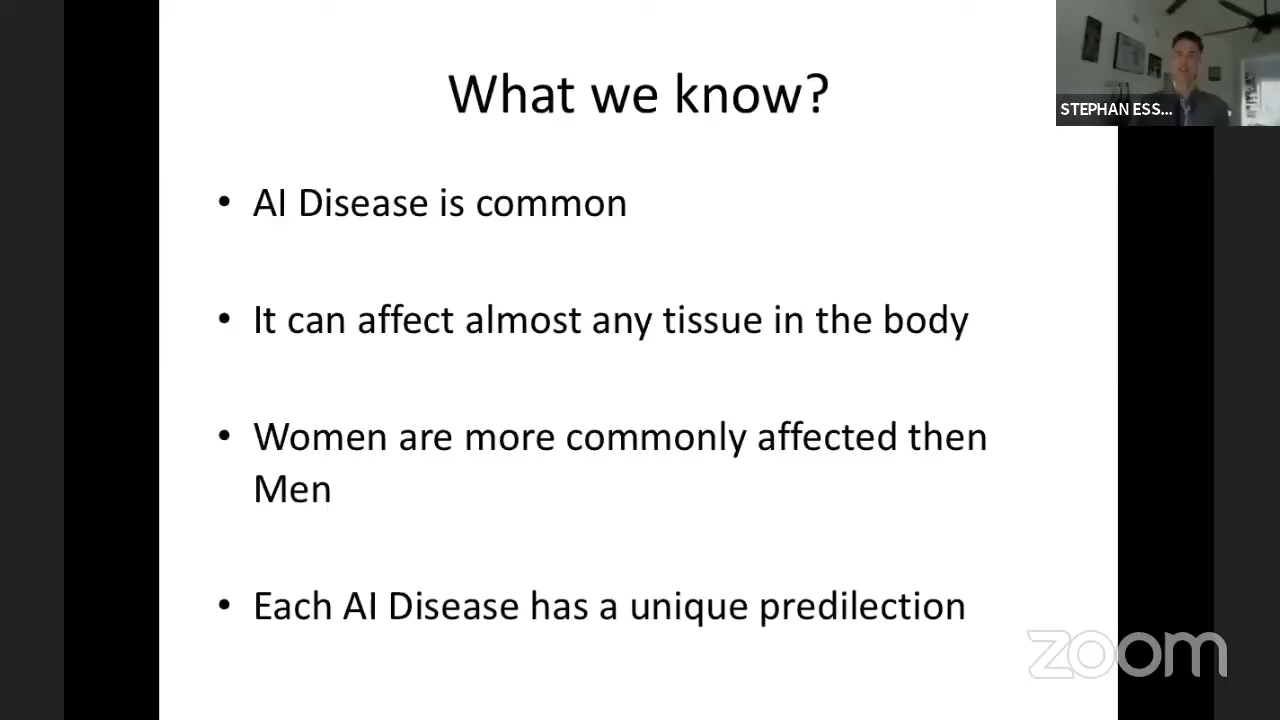 What we know?
STEPHAN ESS...
• AI Disease is common
• It can affect almost any tissue in the body
• Women are more commonly affected then
Men
• Each AI Disease has a unique predilection
zoom